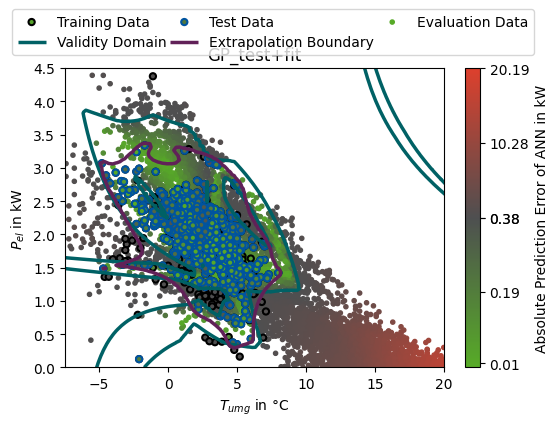 Training Data
Test Data
Evaluation Data
Validity Domain
Extrapolation Boundary
GP_test+fit
4.5
4.0
3.5
3.0
2.5
2.0
1.5
1.0
0.5
0.0
P_el in kW
−5
0
5
10
15
20
T_umg in °C
20.19
10.28
0.38
0.19
0.01
Absolute Prediction Error of ANN in kW